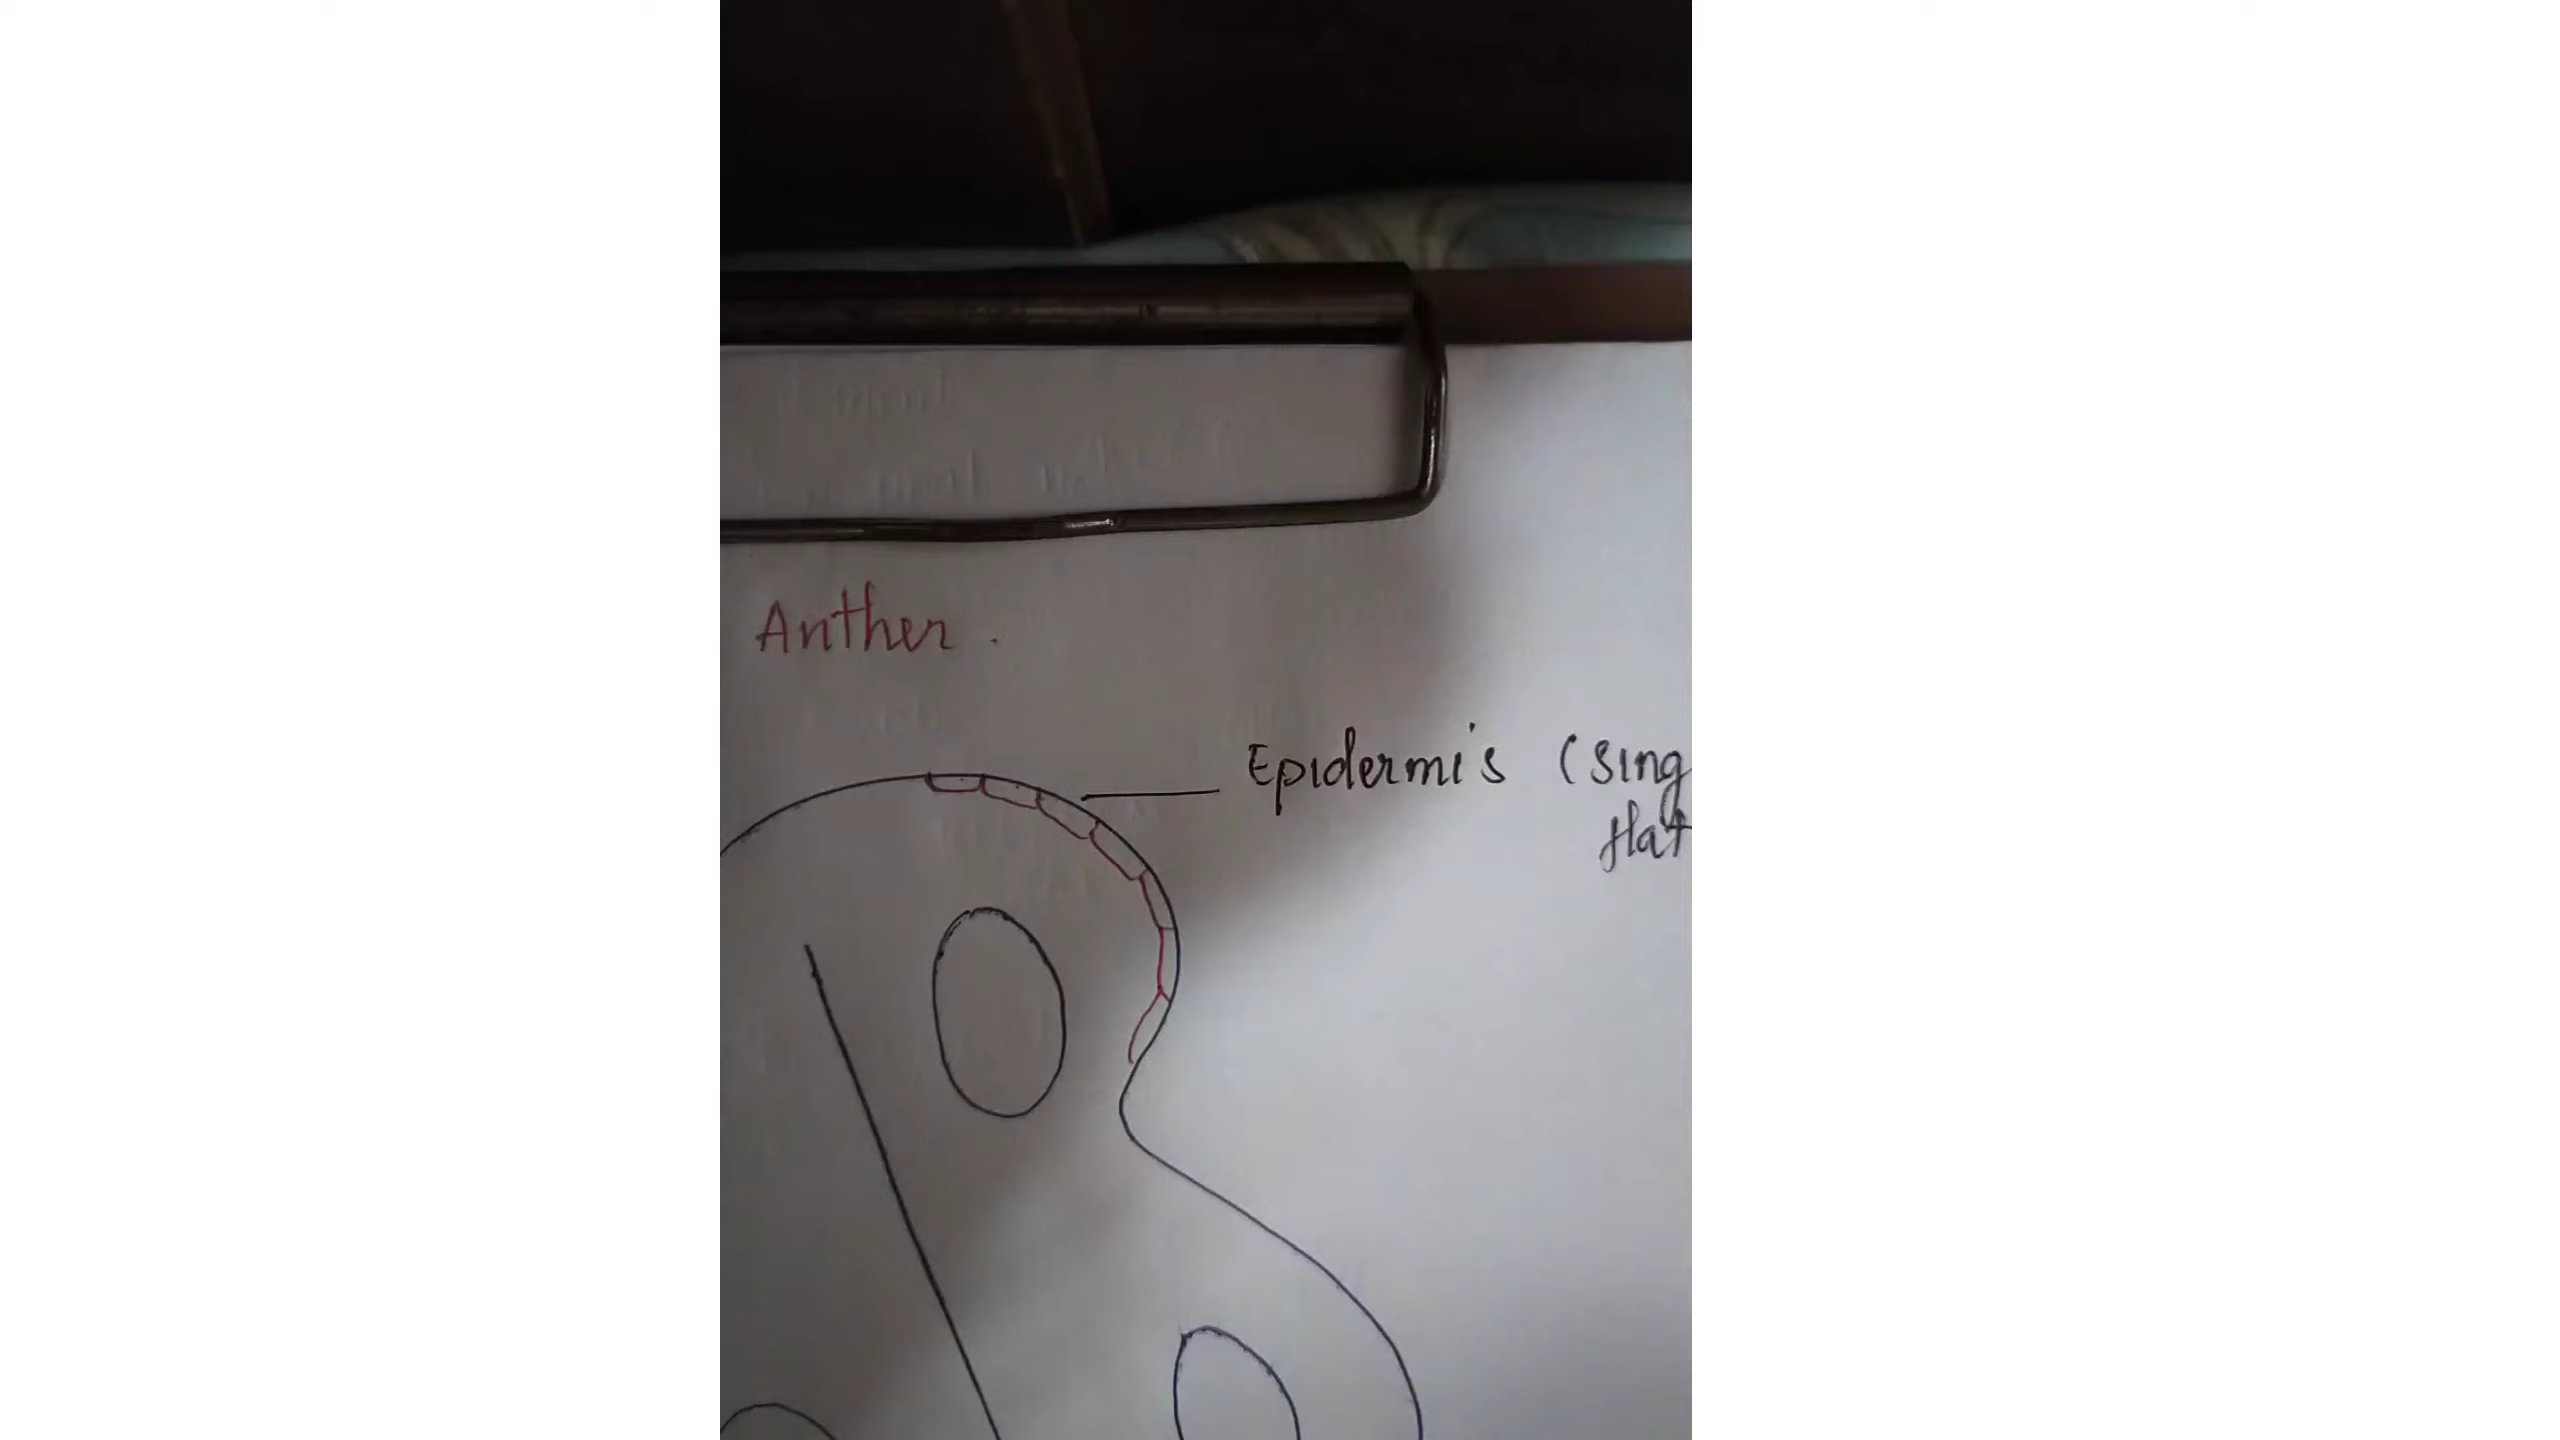 Anther.
Epidermis (sing
flat